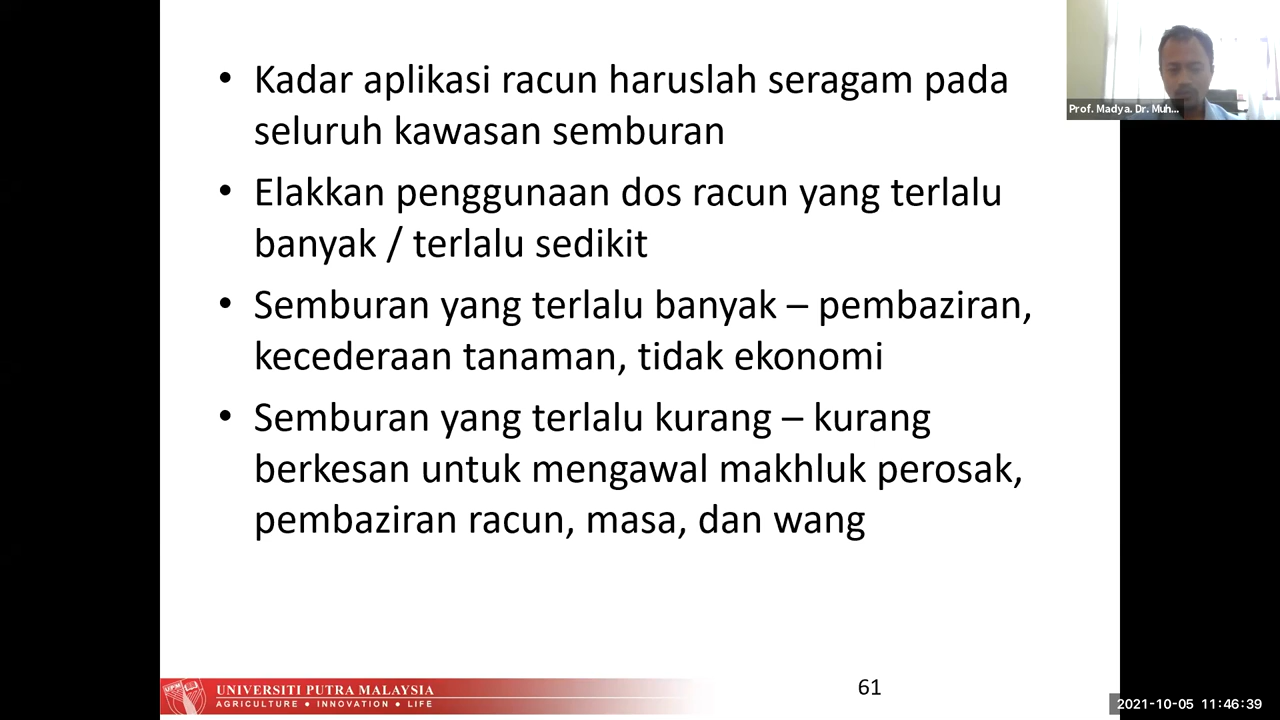 • Kadar aplikasi racun haruslah seragam pada
seluruh kawasan semburan
• Elakkan penggunaan dos racun yang terlalu
banyak / terlalu sedikit
• Semburan yang terlalu banyak – pembaziran,
kecederaan tanaman, tidak ekonomi
• Semburan yang terlalu kurang – kurang
berkesan untuk mengawal makhluk perosak,
pembaziran racun, masa, dan wang
Prof. Madya. Dr. Muh...
UPM
UNIVERSITI PUTRA MALAYSIA
AGRICULTURE • INNOVATION • LIFE
61
2021-10-05 11:46:39